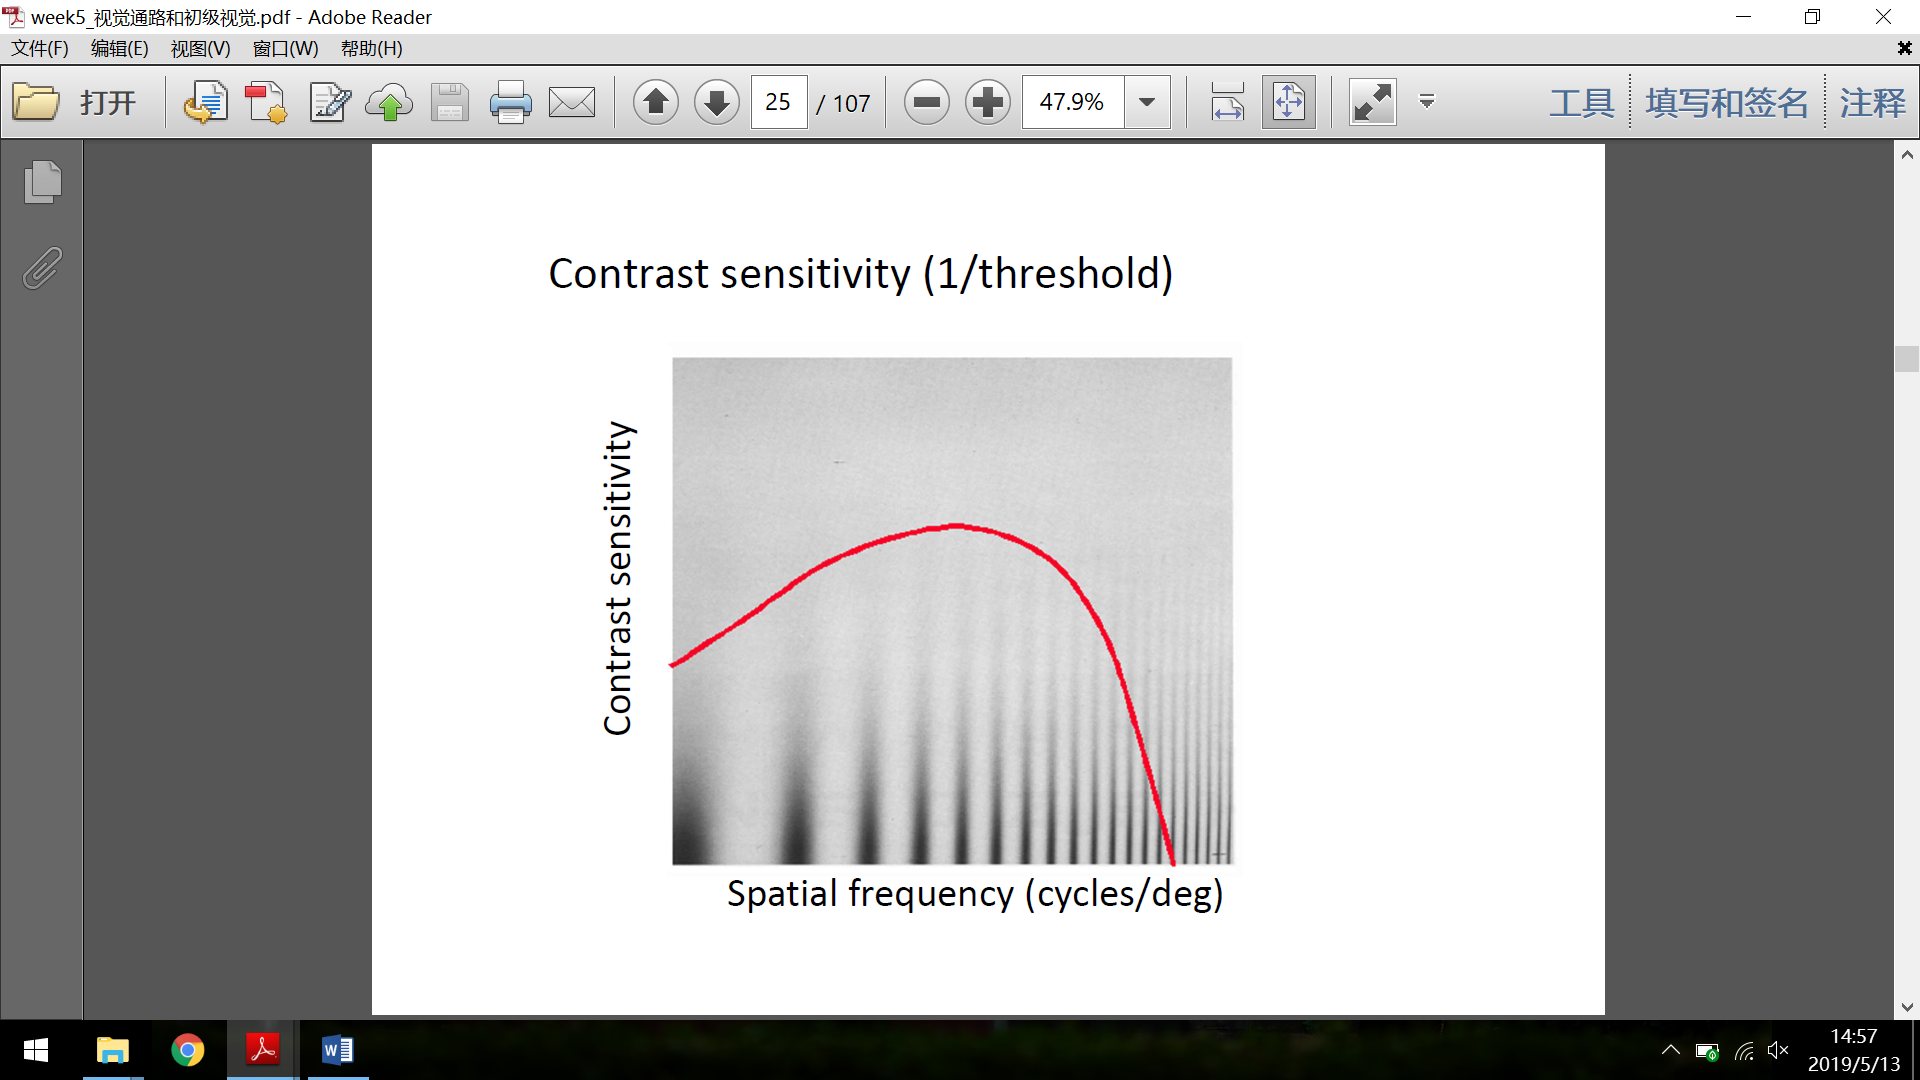 week5_视觉通路和初级视觉.pdf - Adobe Reader
文件(F) 编辑(E) 视图(V) 窗口(W) 帮助(H)
打开 25 / 107 47.9% 工具 填写和签名 注释
Contrast sensitivity (1/threshold)
Contrast sensitivity
Spatial frequency (cycles/deg)
14:57
2019/5/13